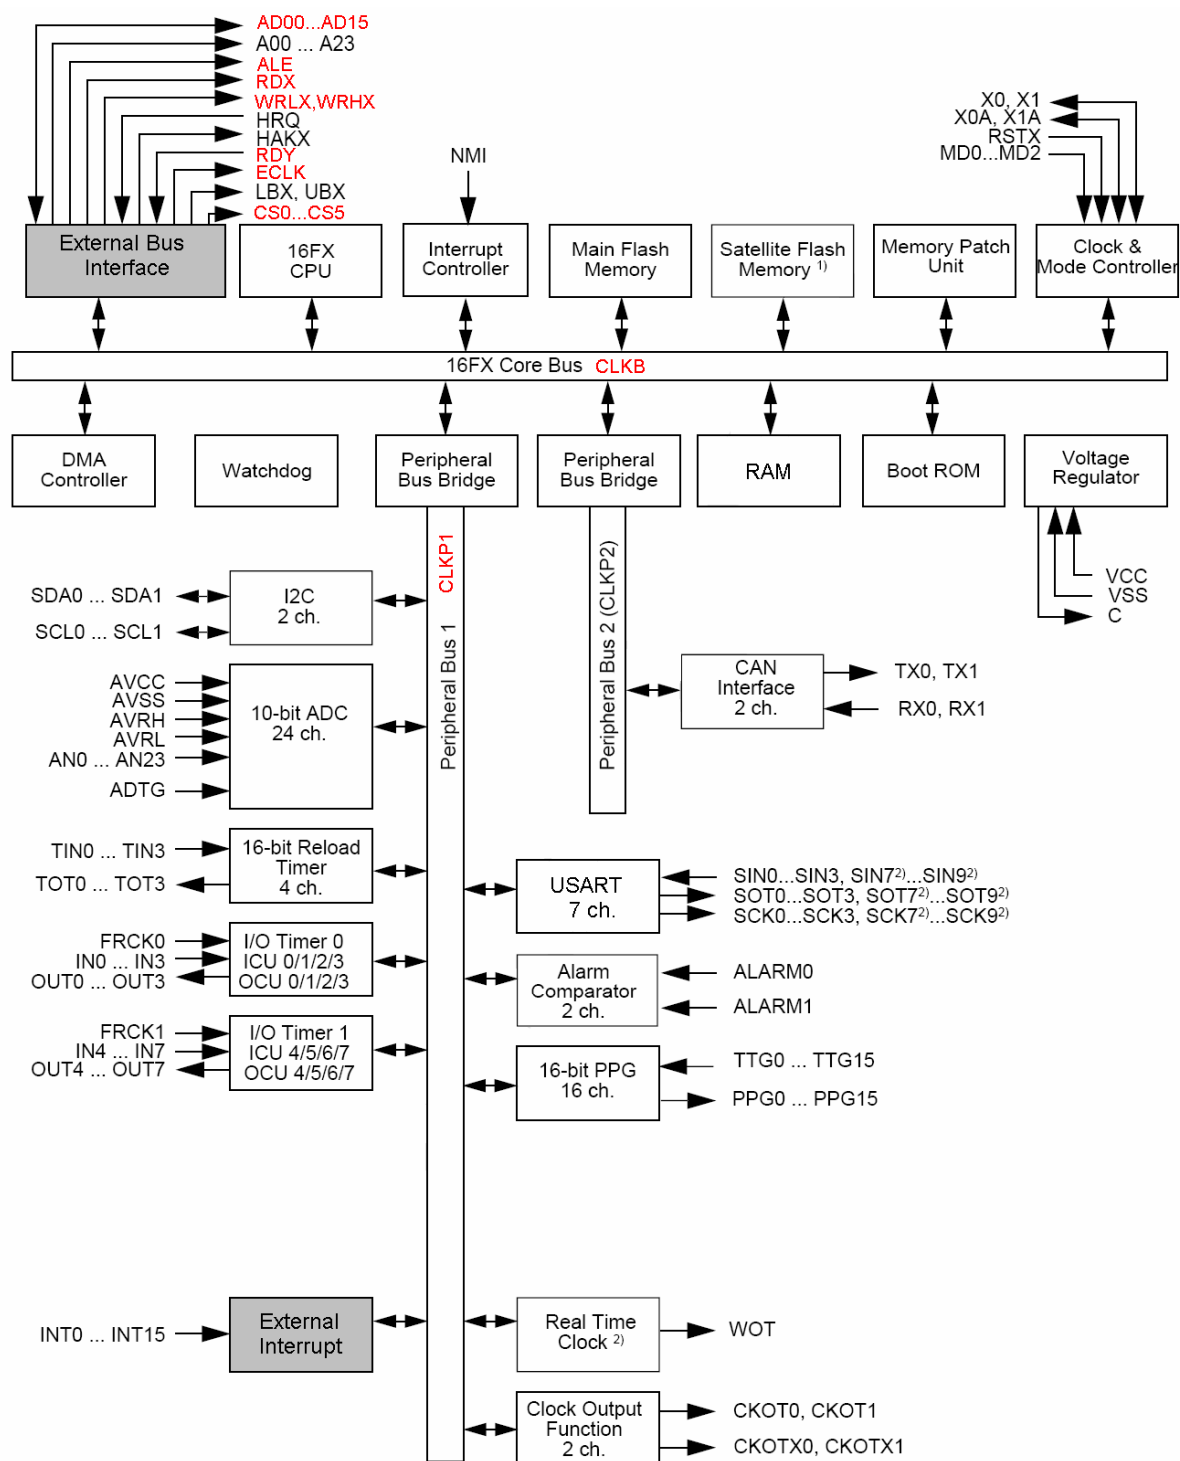 AD00...AD15
A00 ... A23
ALE
RDX
WRLX,WRHX
HRQ
HAKX
RDY
ECLK
LBX, UBX
CS0...CS5
NMI
X0, X1
X0A, X1A
RSTX
MD0...MD2
External Bus
Interface
16FX
CPU
Interrupt
Controller
Main Flash
Memory
Satellite Flash
Memory 1)
Memory Patch
Unit
Clock &
Mode Controller
16FX Core Bus CLKB
DMA
Controller
Watchdog
Peripheral
Bus Bridge
Peripheral
Bus Bridge
RAM
Boot ROM
Voltage
Regulator
VCC
VSS
C
Peripheral Bus 1 CLKP1
Peripheral Bus 2 (CLKP2)
SDA0 ... SDA1
SCL0 ... SCL1
I2C
2 ch.
AVCC
AVSS
AVRH
AVRL
AN0 ... AN23
ADTG
10-bit ADC
24 ch.
CAN
Interface
2 ch.
TX0, TX1
RX0, RX1
TIN0 ... TIN3
TOT0 ... TOT3
16-bit Reload
Timer
4 ch.
USART
7 ch.
SIN0...SIN3, SIN72)...SIN92)
SOT0...SOT3, SOT72)...SOT92)
SCK0...SCK3, SCK72)...SCK92)
FRCK0
IN0 ... IN3
OUT0 ... OUT3
I/O Timer 0
ICU 0/1/2/3
OCU 0/1/2/3
Alarm
Comparator
2 ch.
ALARM0
ALARM1
FRCK1
IN4 ... IN7
OUT4 ... OUT7
I/O Timer 1
ICU 4/5/6/7
OCU 4/5/6/7
16-bit PPG
16 ch.
TTG0 ... TTG15
PPG0 ... PPG15
INT0 ... INT15
External
Interrupt
Real Time
Clock 2)
WOT
Clock Output
Function
2 ch.
CKOT0, CKOT1
CKOTX0, CKOTX1